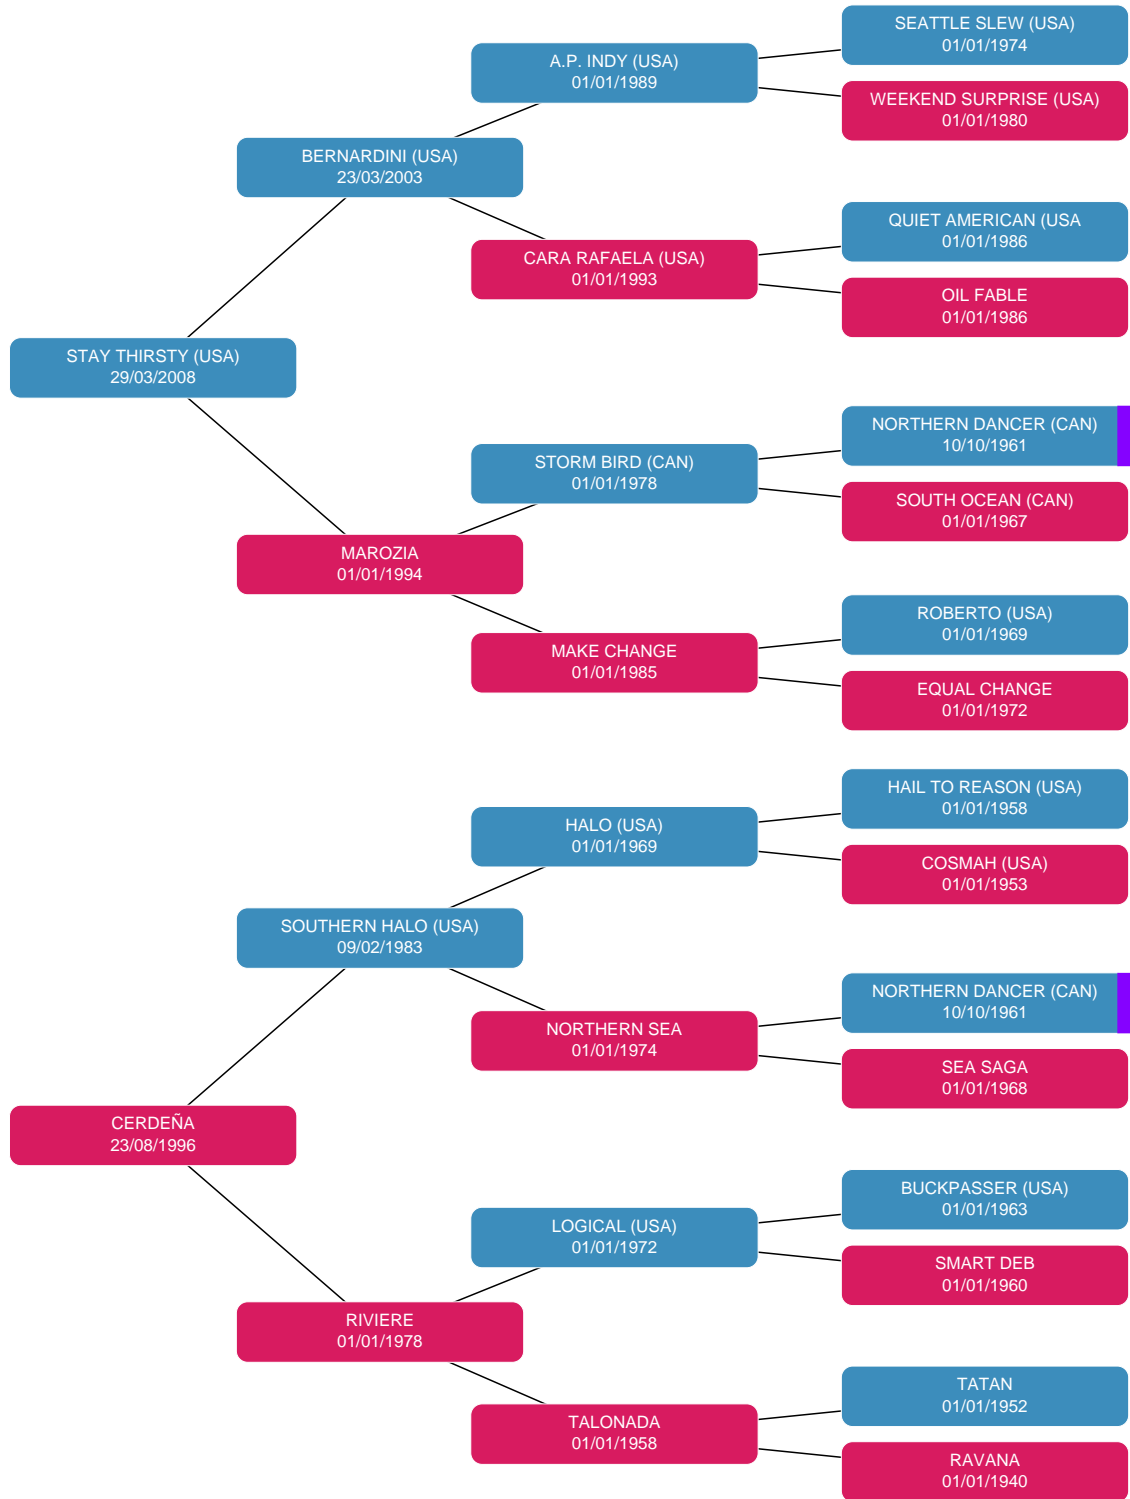 SEATTLE SLEW (USA)
01/01/1974
A.P. INDY (USA)
01/01/1989
WEEKEND SURPRISE (USA)
01/01/1980
BERNARDINI (USA)
23/03/2003
QUIET AMERICAN (USA
01/01/1986
CARA RAFAELA (USA)
01/01/1993
OIL FABLE
01/01/1986
STAY THIRSTY (USA)
29/03/2008
NORTHERN DANCER (CAN)
10/10/1961
STORM BIRD (CAN)
01/01/1978
SOUTH OCEAN (CAN)
01/01/1967
MAROZIA
01/01/1994
ROBERTO (USA)
01/01/1969
MAKE CHANGE
01/01/1985
EQUAL CHANGE
01/01/1972
HAIL TO REASON (USA)
01/01/1958
HALO (USA)
01/01/1969
COSMAH (USA)
01/01/1953
SOUTHERN HALO (USA)
09/02/1983
NORTHERN DANCER (CAN)
10/10/1961
NORTHERN SEA
01/01/1974
SEA SAGA
01/01/1968
CERDEÑA
23/08/1996
BUCKPASSER (USA)
01/01/1963
LOGICAL (USA)
01/01/1972
SMART DEB
01/01/1960
RIVIERE
01/01/1978
TATAN
01/01/1952
TALONADA
01/01/1958
RAVANA
01/01/1940